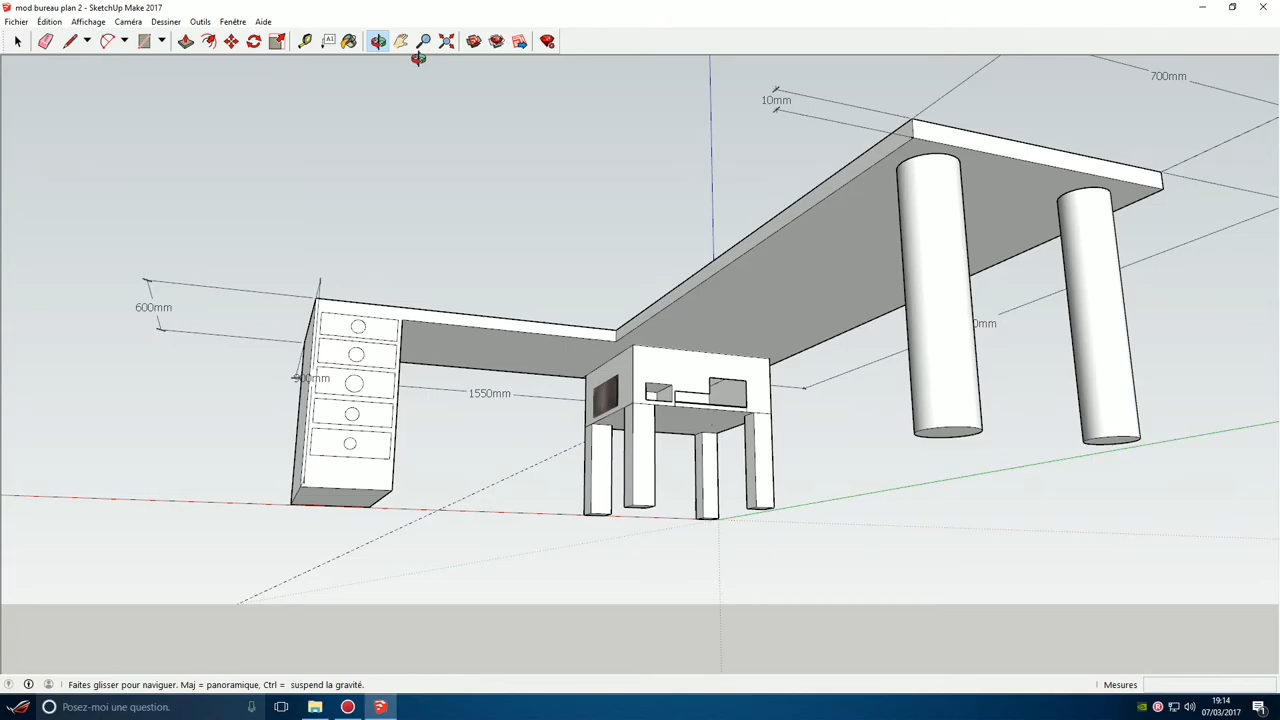 mod bureau plan 2 - SketchUp Make 2017
Fichier Édition Affichage Caméra Dessiner Outils Fenêtre Aide
A1
700mm
10mm
600mm
900mm
1550mm
0mm
Faites glisser pour naviguer. Maj = panoramique, Ctrl = suspend la gravité.
Mesures
Posez-moi une question.
19:14
07/03/2017